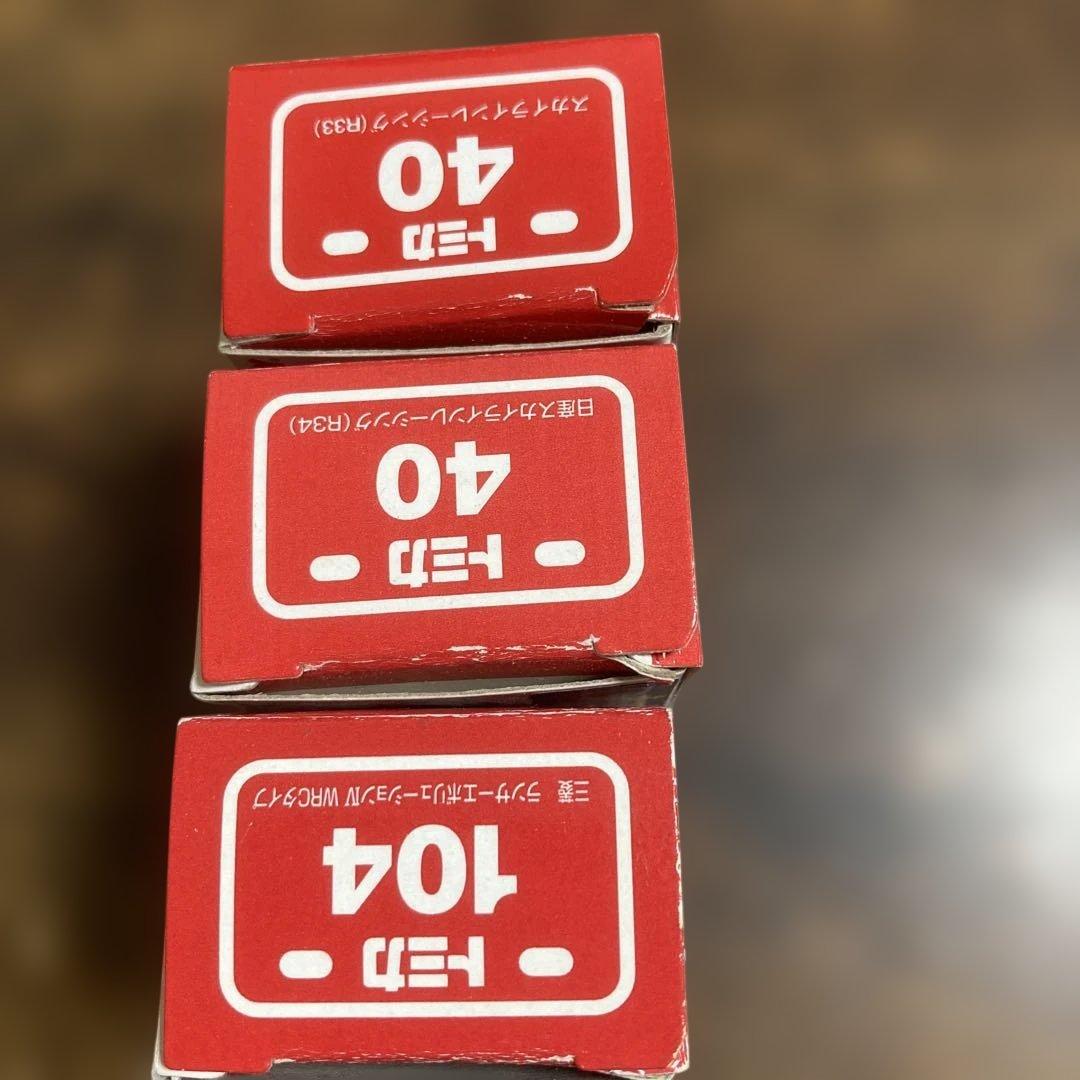 トミカ
40
スカイラインレーシング(R33)
トミカ
40
日産スカイラインレーシング(R34)
トミカ
104
三菱 ランサーエボリューションⅣ WRCタイプ